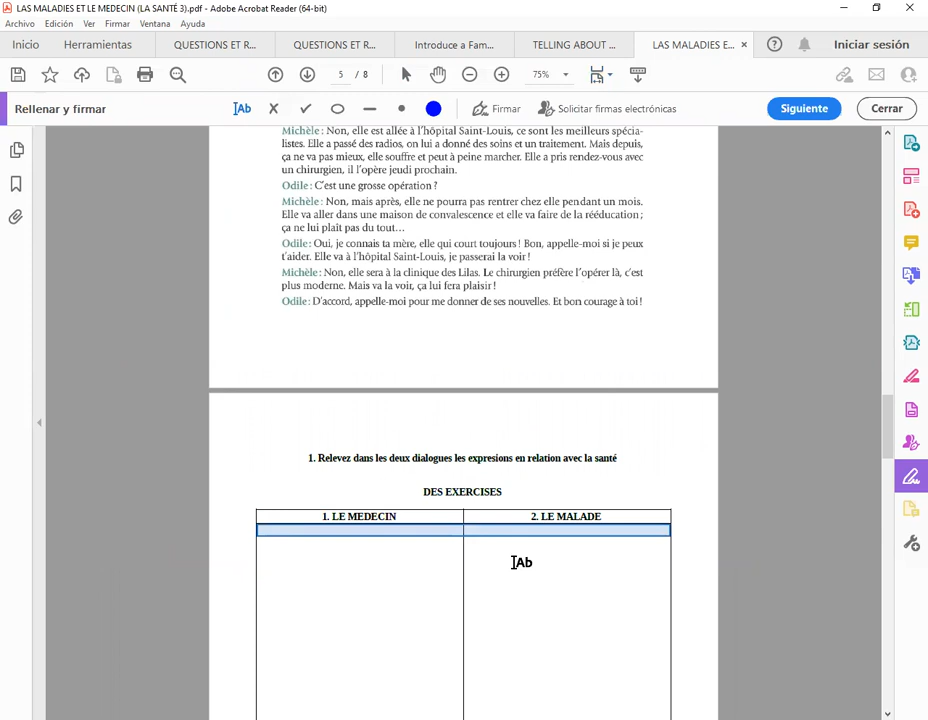 LAS MALADIES ET LE MEDECIN (LA SANTÉ 3).pdf - Adobe Acrobat Reader (64-bit)
Archivo Edición Ver Firmar Ventana Ayuda
Inicio Herramientas QUESTIONS ET R... QUESTIONS ET R... Introduce a Fam... TELLING ABOUT ... LAS MALADIES E... × ? Iniciar sesión
5 / 8 75%
Rellenar y firmar Ab Firmar Solicitar firmas electrónicas Siguiente Cerrar
Michèle : Non, elle est allée à l'hôpital Saint-Louis, ce sont les meilleurs spécia-
listes. Elle a passé des radios, on lui a donné des soins et un traitement. Mais depuis,
ça ne va pas mieux, elle souffre et peut à peine marcher. Elle a pris rendez-vous avec
un chirurgien, il l'opère jeudi prochain.
Odile : C'est une grosse opération ?
Michèle : Non, mais après, elle ne pourra pas rentrer chez elle pendant un mois.
Elle va aller dans une maison de convalescence et elle va faire de la rééducation ;
ça ne lui plaît pas du tout…
Odile : Oui, je connais ta mère, elle qui court toujours ! Bon, appelle-moi si je peux
t'aider. Elle va à l'hôpital Saint-Louis, je passerai la voir !
Michèle : Non, elle sera à la clinique des Lilas. Le chirurgien préfère l'opérer là, c'est
plus moderne. Mais va la voir, ça lui fera plaisir !
Odile : D'accord, appelle-moi pour me donner de ses nouvelles. Et bon courage à toi !
1. Relevez dans les deux dialogues les expresions en relation avec la santé
DES EXERCISES
1. LE MEDECIN 2. LE MALADE
Ab